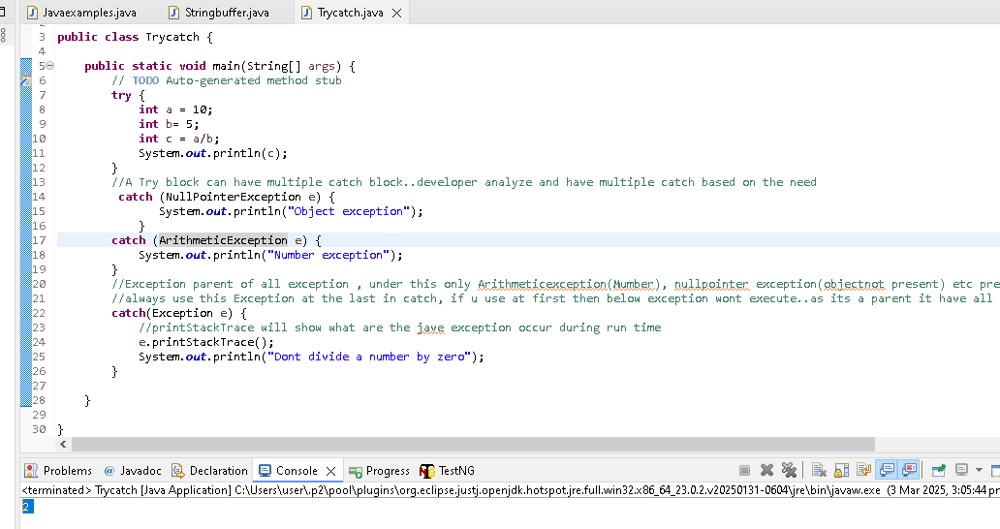 Javaexamples.java Stringbuffer.java Trycatch.java
3 public class Trycatch {
4
5 public static void main(String[] args) {
6 // TODO Auto-generated method stub
7 try {
8 int a = 10;
9 int b= 5;
10 int c = a/b;
11 System.out.println(c);
12 }
13 //A Try block can have multiple catch block..developer analyze and have multiple catch based on the need
14 catch (NullPointerException e) {
15 System.out.println("Object exception");
16 }
17 catch (ArithmeticException e) {
18 System.out.println("Number exception");
19 }
20 //Exception parent of all exception , under this only Arithmeticexception(Mumber), nullpointer exception(objectnot present) etc pre
21 //always use this Exception at the last in catch, if u use at first then below exception wont execute..as its a parent it have all
22 catch(Exception e) {
23 //printStackTrace will show what are the jave exception occur during run time
24 e.printStackTrace();
25 System.out.println("Dont divide a number by zero");
26 }
27
28 }
29
30 }
Problems @ Javadoc Declaration Console Progress TestNG
<terminated> Trycatch [Java Application] C:\Users\user\.p2\pool\plugins\org.eclipse.justj.openjdk.hotspot.jre.full.win32.x86_64_23.0.2.v20250131-0604\jre\bin\javaw.exe (3 Mar 2025, 3:05:44 pr
2